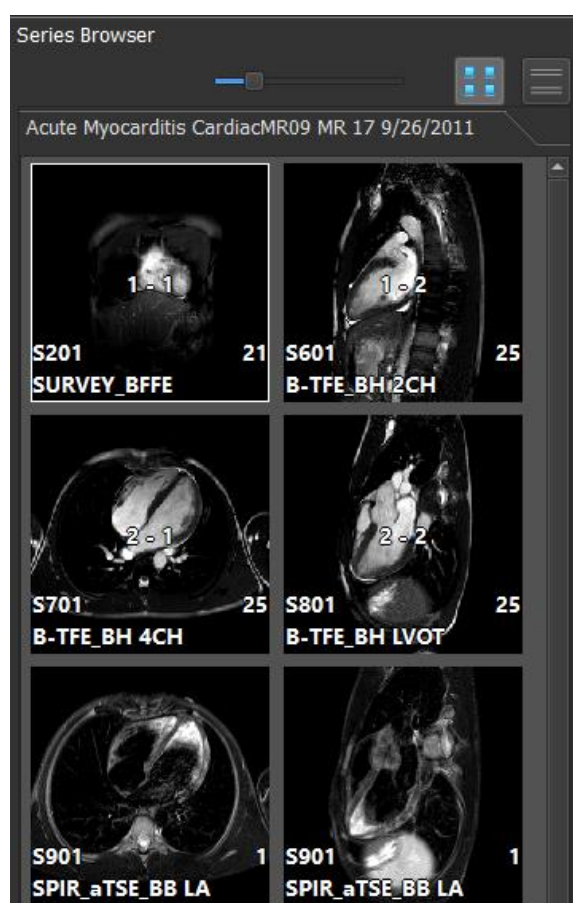 Series Browser
Acute Myocarditis CardiacMR09 MR 17 9/26/2011
1 - 1
S201 21
SURVEY_BFFE
1 - 2
S601 25
B-TFE_BH 2CH
2 - 1
S701 25
B-TFE_BH 4CH
2 - 2
S801 25
B-TFE_BH LVOT
S901 1
SPIR_aTSE_BB LA
S901 1
SPIR_aTSE_BB LA